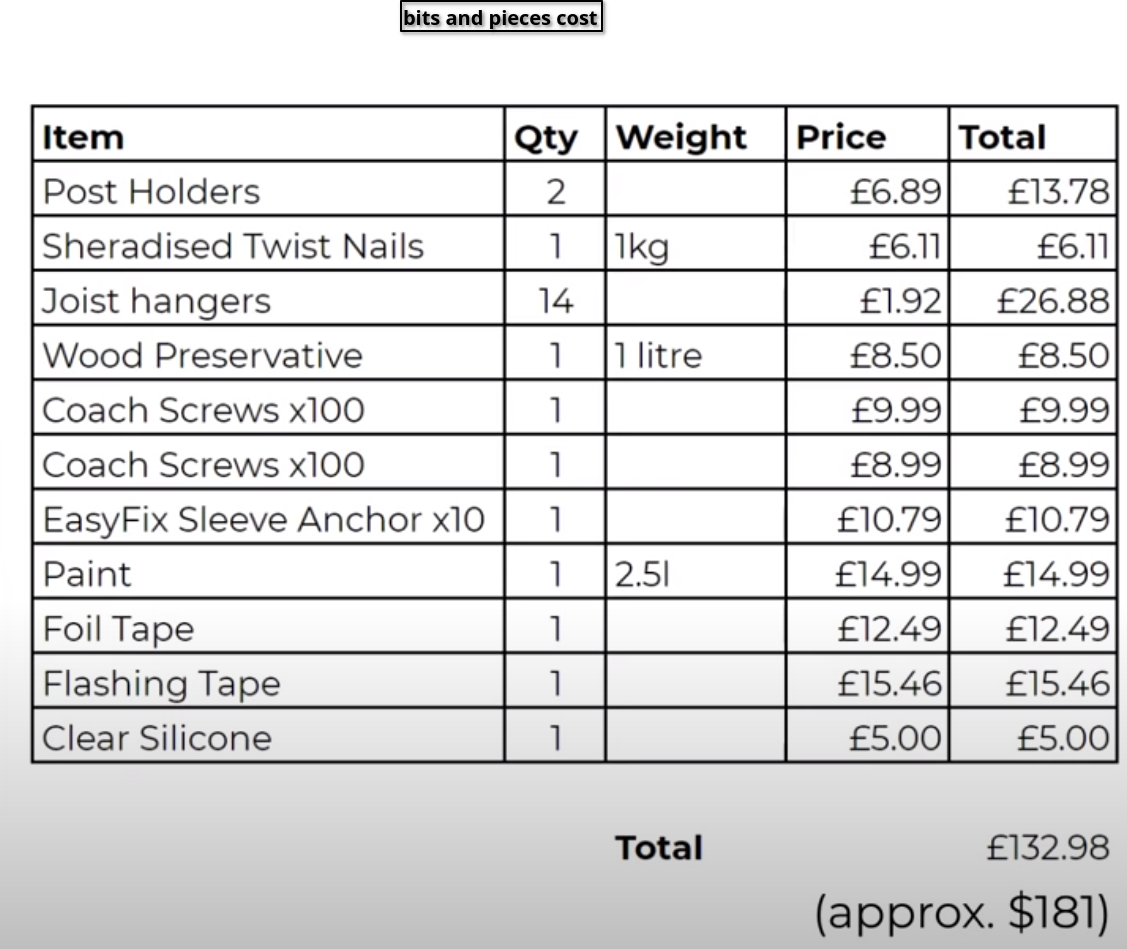 bits and pieces cost
Item Qty Weight Price Total
Post Holders 2 £6.89 £13.78
Sheradised Twist Nails 1 1kg £6.11 £6.11
Joist hangers 14 £1.92 £26.88
Wood Preservative 1 1 litre £8.50 £8.50
Coach Screws x100 1 £9.99 £9.99
Coach Screws x100 1 £8.99 £8.99
EasyFix Sleeve Anchor x10 1 £10.79 £10.79
Paint 1 2.5l £14.99 £14.99
Foil Tape 1 £12.49 £12.49
Flashing Tape 1 £15.46 £15.46
Clear Silicone 1 £5.00 £5.00
Total £132.98
(approx. $181)